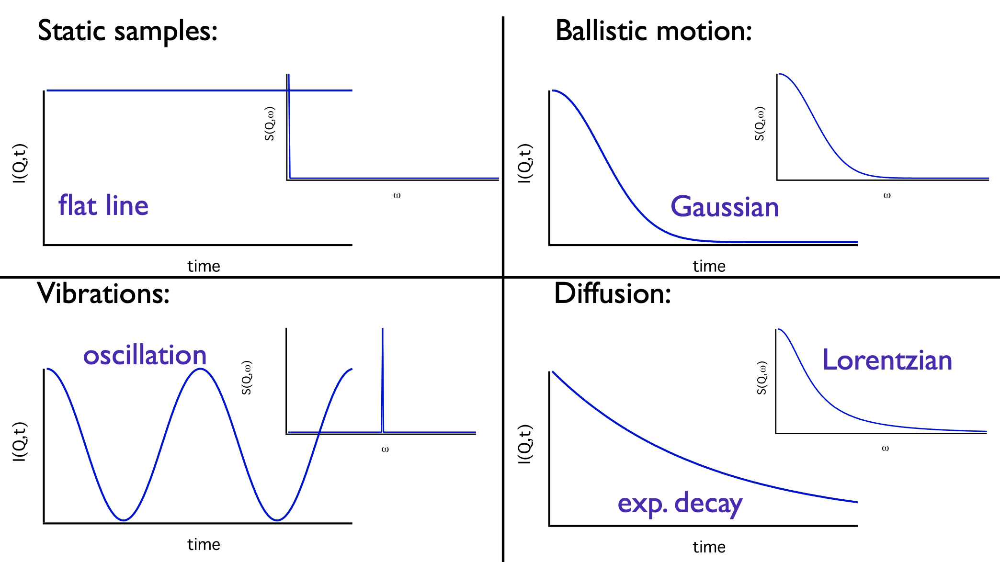 Static samples:
I(Q,t)
flat line
time
S(Q,ω)
ω
Ballistic motion:
I(Q,t)
Gaussian
time
S(Q,ω)
ω
Vibrations:
oscillation
I(Q,t)
time
S(Q,ω)
ω
Diffusion:
I(Q,t)
exp. decay
time
S(Q,ω)
Lorentzian
ω